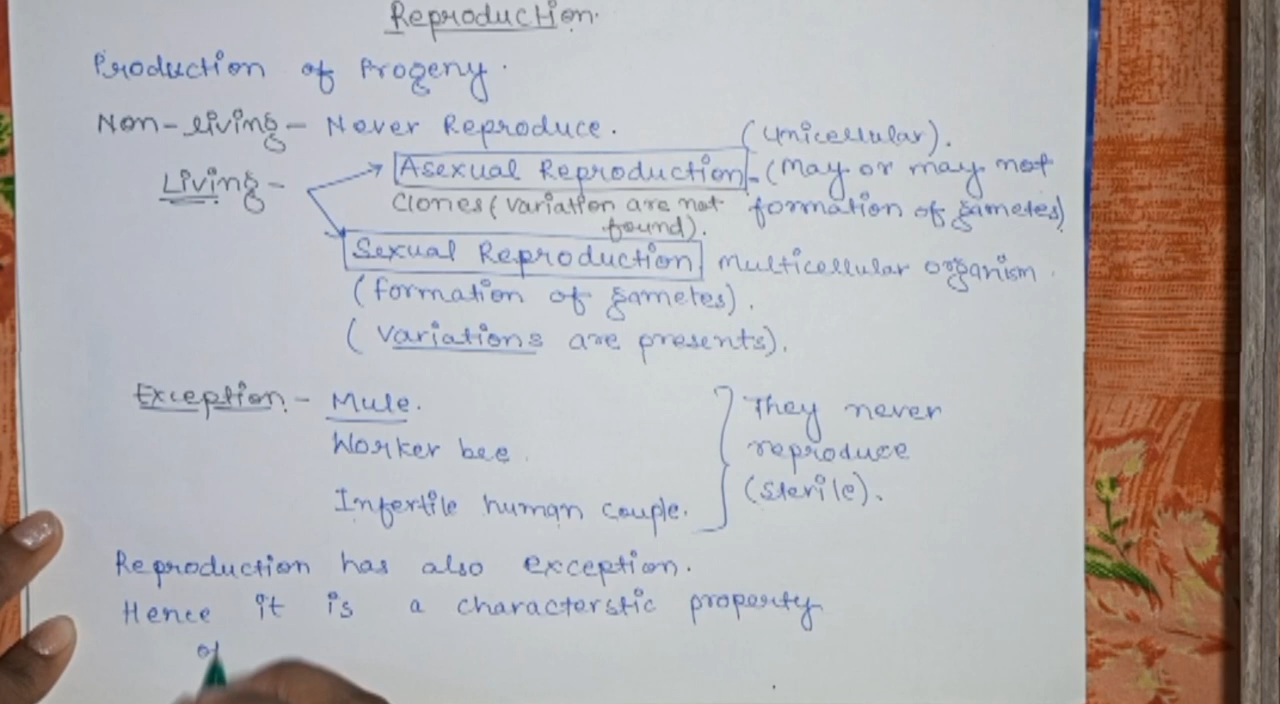 Reproduction.
Production of Progeny.
Non-living - Never Reproduce.
(Unicellular).
Living -
Asexual Reproduction - (May or may not
Clones (variation are not formation of gametes)
found).
Sexual Reproduction Multicellular organism.
(formation of gametes).
(variations are presents).
Exception - Mule.
Worker bee
Infertile human couple.
They never
reproduce
(sterile).
Reproduction has also exception.
Hence it is a characterstic property
of